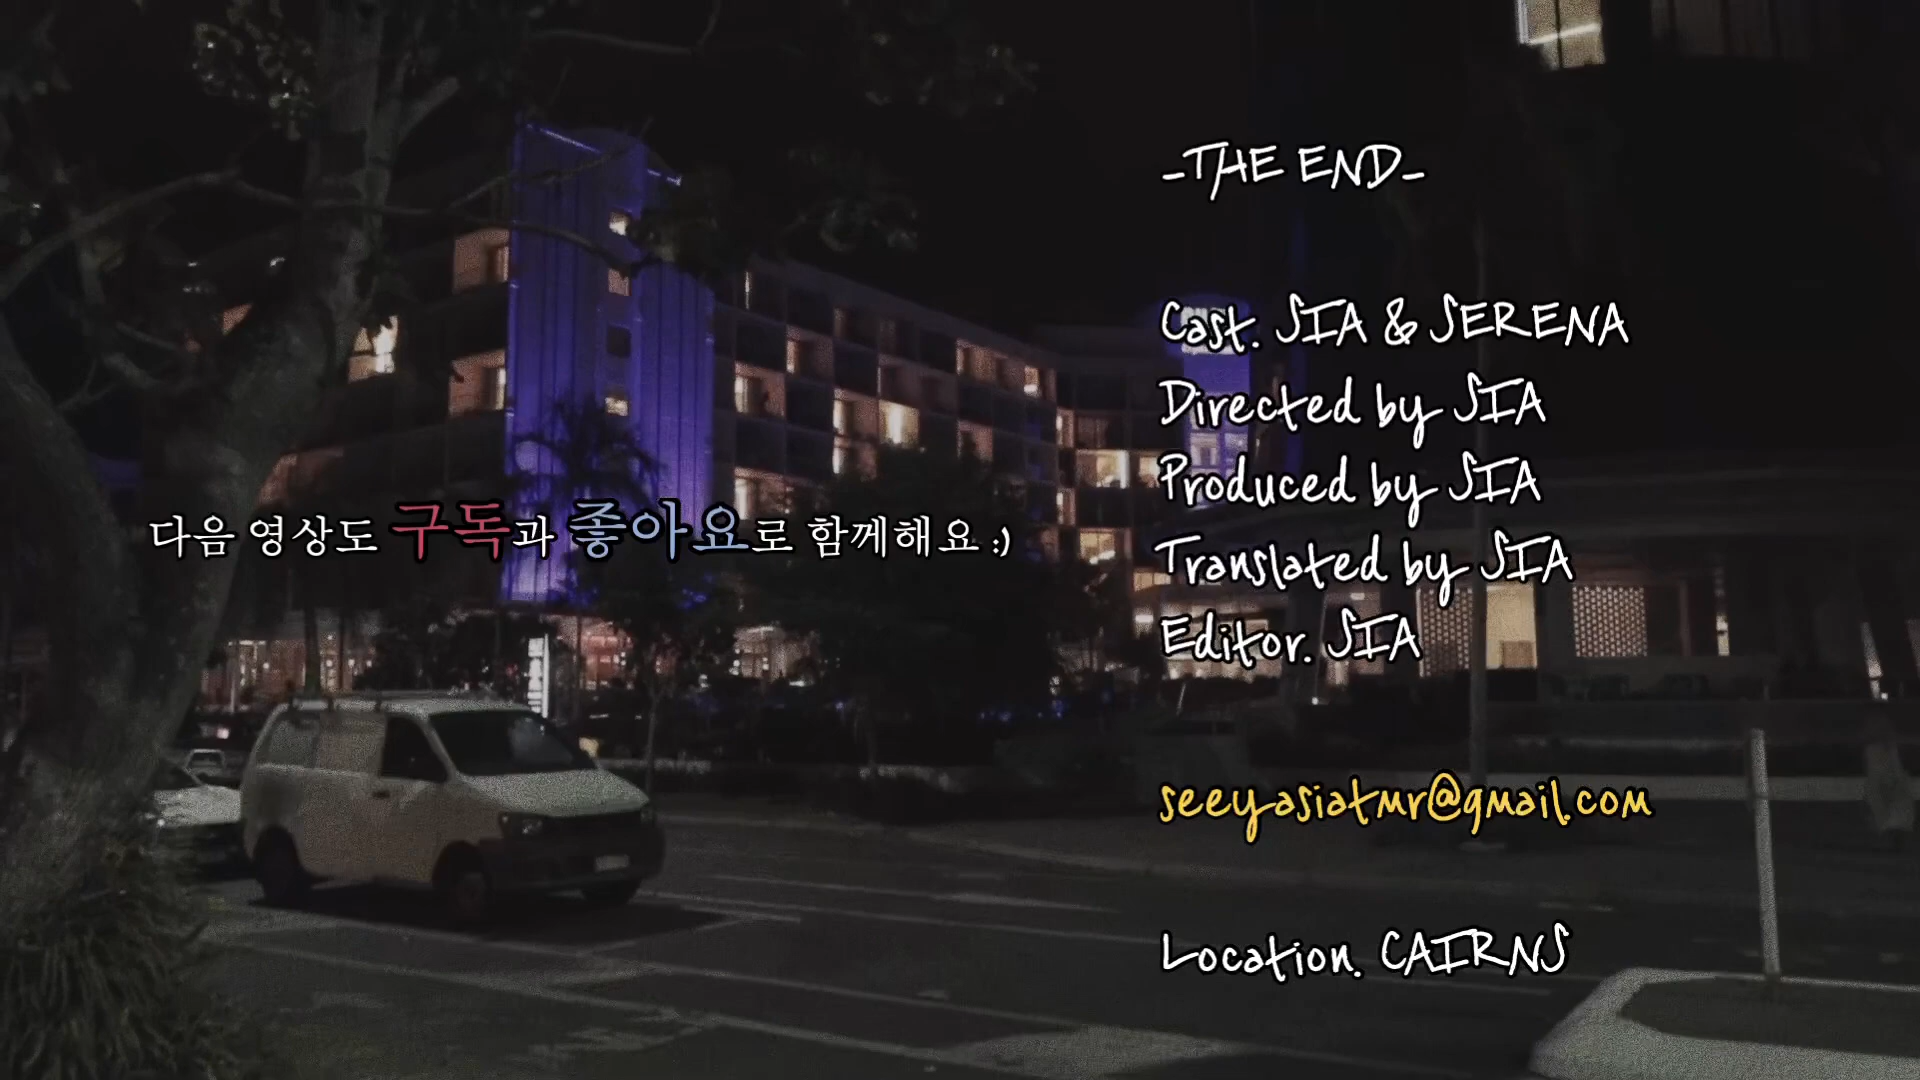 -THE END-
Cast. SIA & SERENA
Directed by SIA
Produced by SIA
다음 영상도 구독과 좋아요로 함께해요 :)
Translated by SIA
Editor. SIA
seeyasiatmr@gmail.com
Location. CAIRNS